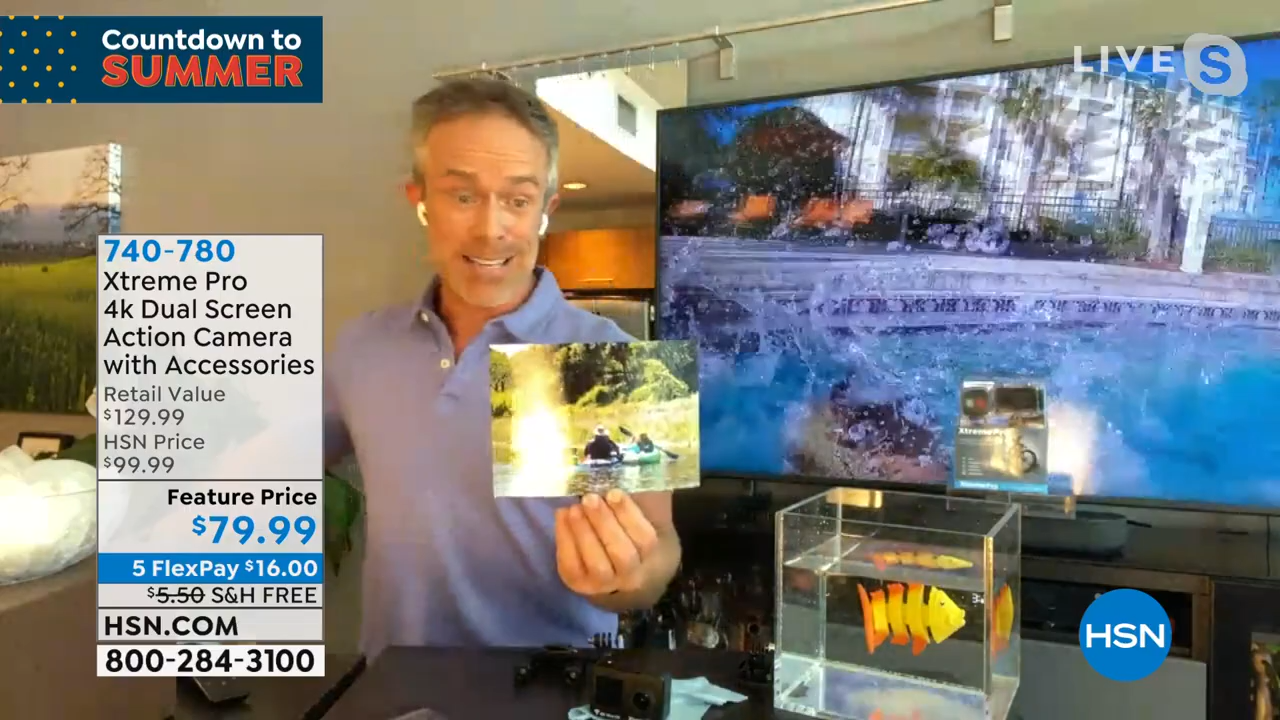 Countdown to
SUMMER
LIVE S
740-780
Xtreme Pro
4k Dual Screen
Action Camera
with Accessories
Retail Value
$129.99
HSN Price
$99.99
Feature Price
$79.99
5 FlexPay $16.00
$5.50 S&H FREE
HSN.COM
800-284-3100
HSN